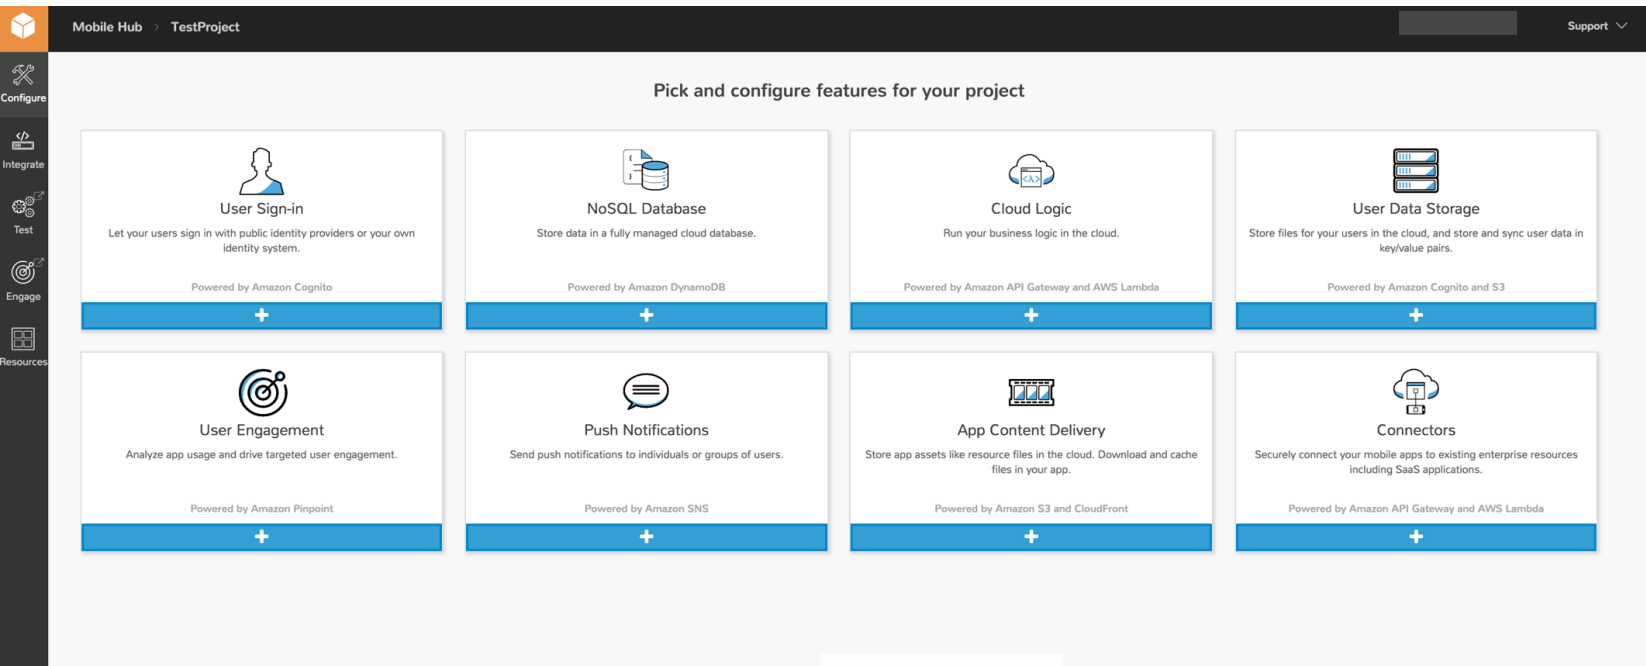 Mobile Hub > TestProject
Support
Configure
Integrate
Test
Engage
Resources
Pick and configure features for your project
User Sign-in
Let your users sign in with public identity providers or your own
identity system.
Powered by Amazon Cognito
+
NoSQL Database
Store data in a fully managed cloud database.
Powered by Amazon DynamoDB
+
Cloud Logic
Run your business logic in the cloud.
Powered by Amazon API Gateway and AWS Lambda
+
User Data Storage
Store files for your users in the cloud, and store and sync user data in
key/value pairs.
Powered by Amazon Cognito and S3
+
User Engagement
Analyze app usage and drive targeted user engagement.
Powered by Amazon Pinpoint
+
Push Notifications
Send push notifications to individuals or groups of users.
Powered by Amazon SNS
+
App Content Delivery
Store app assets like resource files in the cloud. Download and cache
files in your app.
Powered by Amazon S3 and CloudFront
+
Connectors
Securely connect your mobile apps to existing enterprise resources
including SaaS applications.
Powered by Amazon API Gateway and AWS Lambda
+